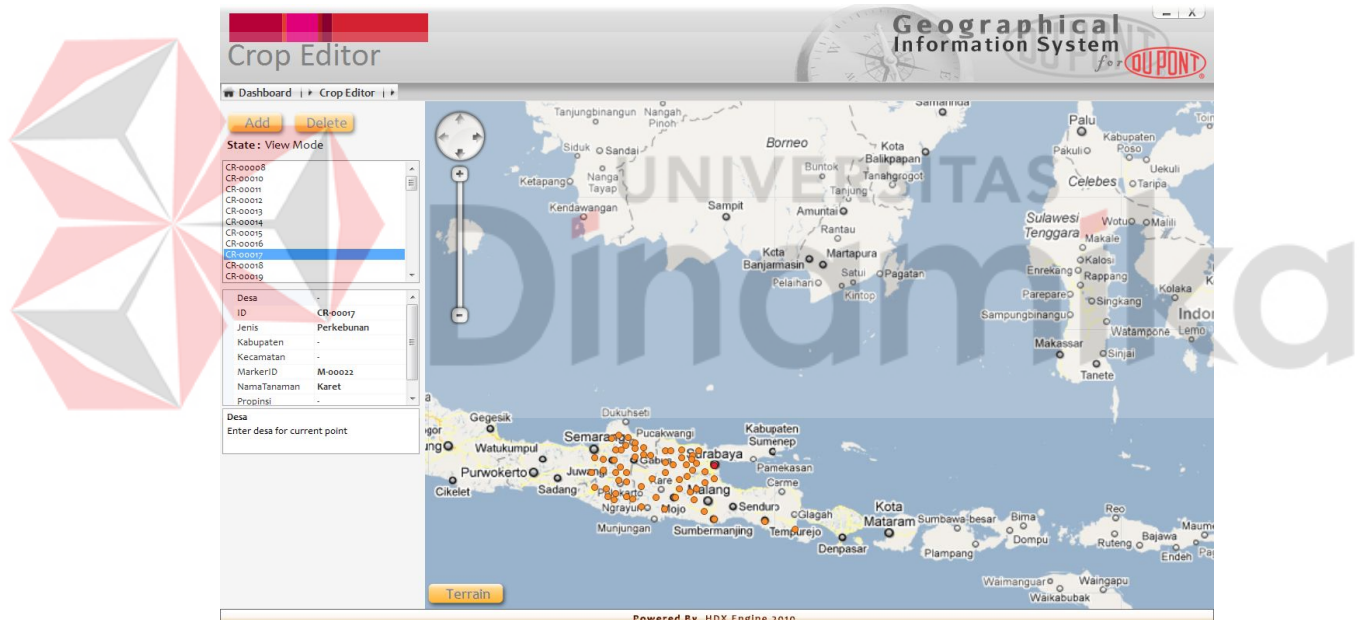 Crop Editor
Geographical
Information System
for DUPONT
Dashboard
Crop Editor
Add
Delete
State : View Mode
CR-00008
CR-00010
CR-00011
CR-00012
CR-00013
CR-00014
CR-00015
CR-00016
CR-00017
CR-00018
CR-00019
Desa -
ID CR-00017
Jenis Perkebunan
Kabupaten -
Kecamatan -
MarkerID M-00022
NamaTanaman Karet
Propinsi -
Desa
Enter desa for current point
UNIVERSITAS
Dinamika
Samarinda
Tanjungbinangun
Nangah
Pinoh
Siduk
Sandai
Borneo
Kota
Balikpapan
Buntok
Tanahgrogot
Ketapang
Nanga
Tayap
Tanjung
Kendawangan
Sampit
Amuntai
Rantau
Kota
Banjarmasin
Martapura
Satui
Pagatan
Pelaihari
Kintop
Palu
Kabupaten
Poso
Pakuli
Uekuli
Celebes
Taripa
Sulawesi
Tenggara
Wotu
Malili
Makale
Kalosi
Enrekang
Rappang
Parepare
Singkang
Kolaka
Sampungbinangu
Watampone
Lemo
Makassar
Sinjai
Tanete
Gegesik
Dukuhseti
Semarang
Pucakwangi
Kabupaten
Sumenep
Watukumpul
Surabaya
Purwokerto
Pamekasan
Cikelet
Sadang
Malang
Carme
Ngrayun
Mojo
Senduro
Glagah
Munjungan
Sumbermanjing
Tempurejo
Denpasar
Kota
Mataram
Sumbawa-besar
Bima
Dompu
Plampang
Reo
Ruteng
Bajawa
Endeh
Waimanguar
Waingapu
Waikabubak
Terrain
Powered By HDX Engine 2010